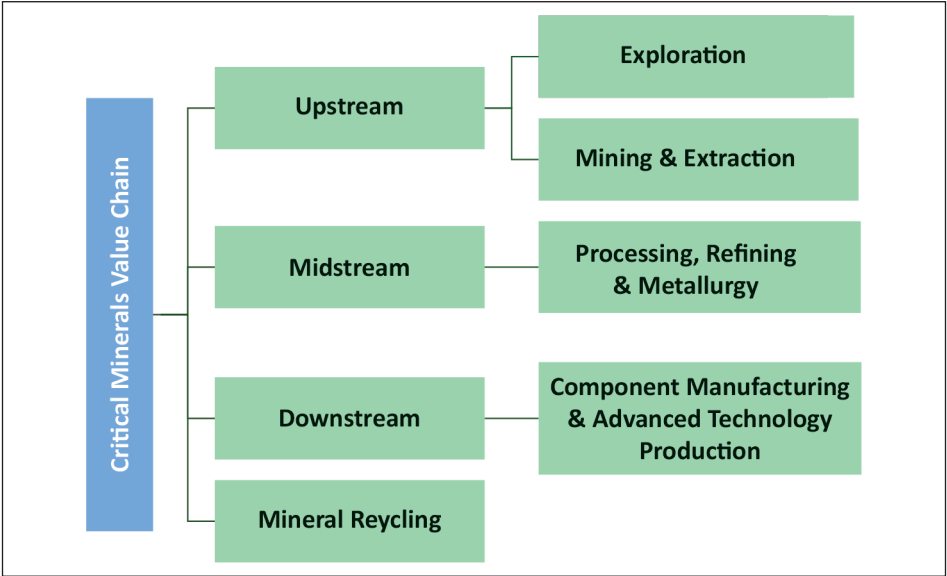 Critical Minerals Value Chain
Upstream
Exploration
Mining & Extraction
Midstream
Processing, Refining
& Metallurgy
Downstream
Component Manufacturing
& Advanced Technology
Production
Mineral Reycling